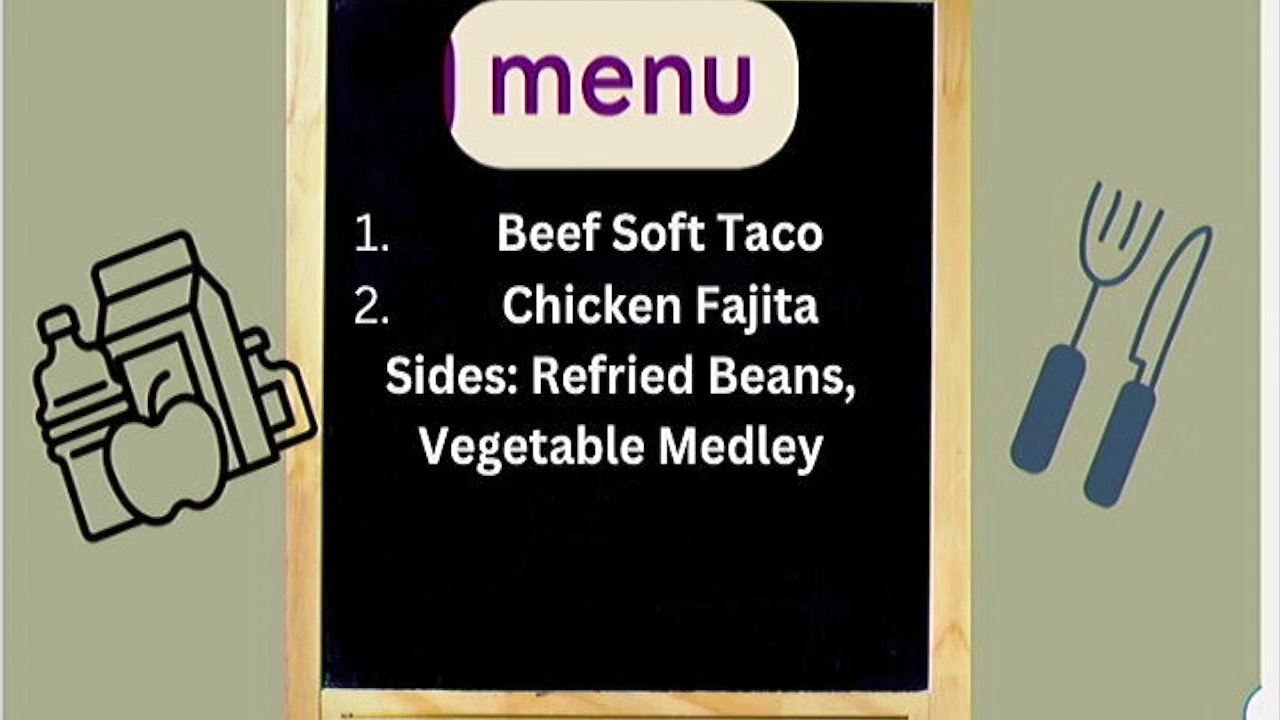 menu
1. Beef Soft Taco
2. Chicken Fajita
Sides: Refried Beans,
Vegetable Medley